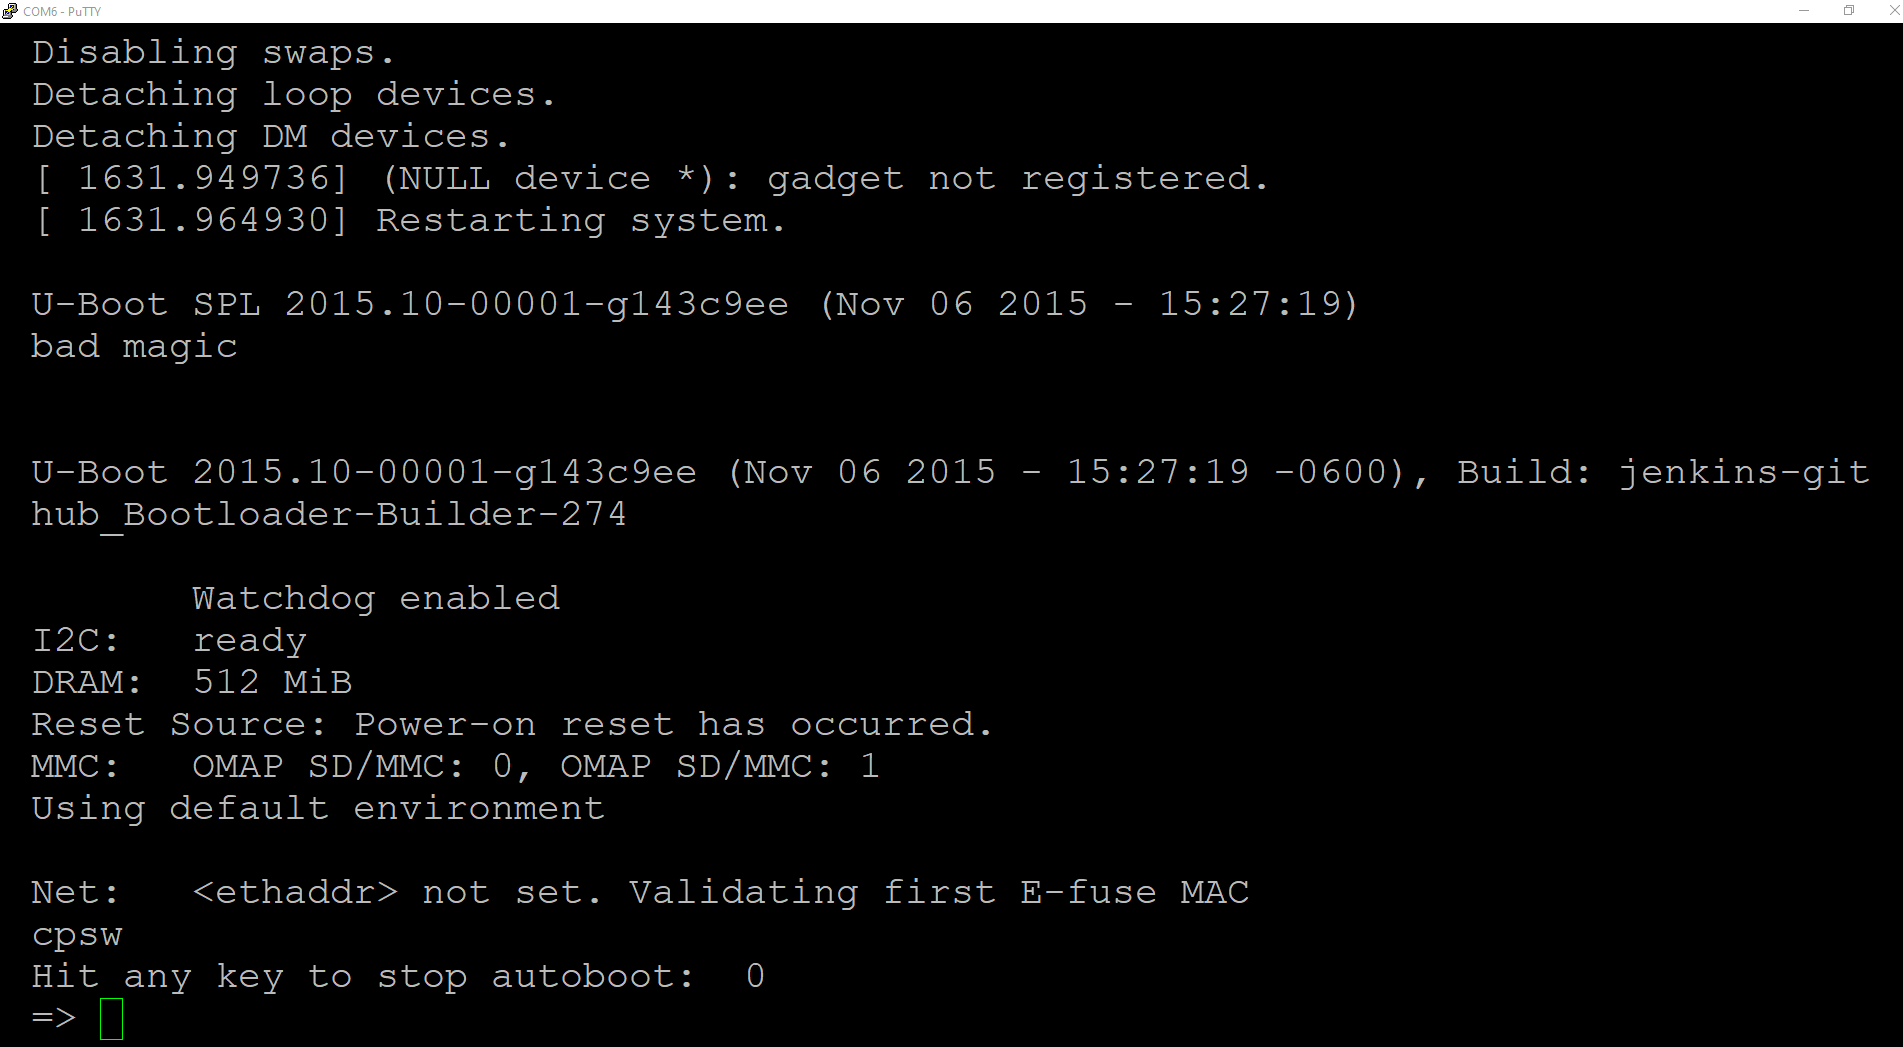 COM6 - PuTTY
Disabling swaps.
Detaching loop devices.
Detaching DM devices.
[ 1631.949736] (NULL device *): gadget not registered.
[ 1631.964930] Restarting system.
U-Boot SPL 2015.10-00001-g143c9ee (Nov 06 2015 - 15:27:19)
bad magic
U-Boot 2015.10-00001-g143c9ee (Nov 06 2015 - 15:27:19 -0600), Build: jenkins-git
hub_Bootloader-Builder-274
Watchdog enabled
I2C:   ready
DRAM:  512 MiB
Reset Source: Power-on reset has occurred.
MMC:   OMAP SD/MMC: 0, OMAP SD/MMC: 1
Using default environment
Net:   <ethaddr> not set. Validating first E-fuse MAC
cpsw
Hit any key to stop autoboot:  0
=>